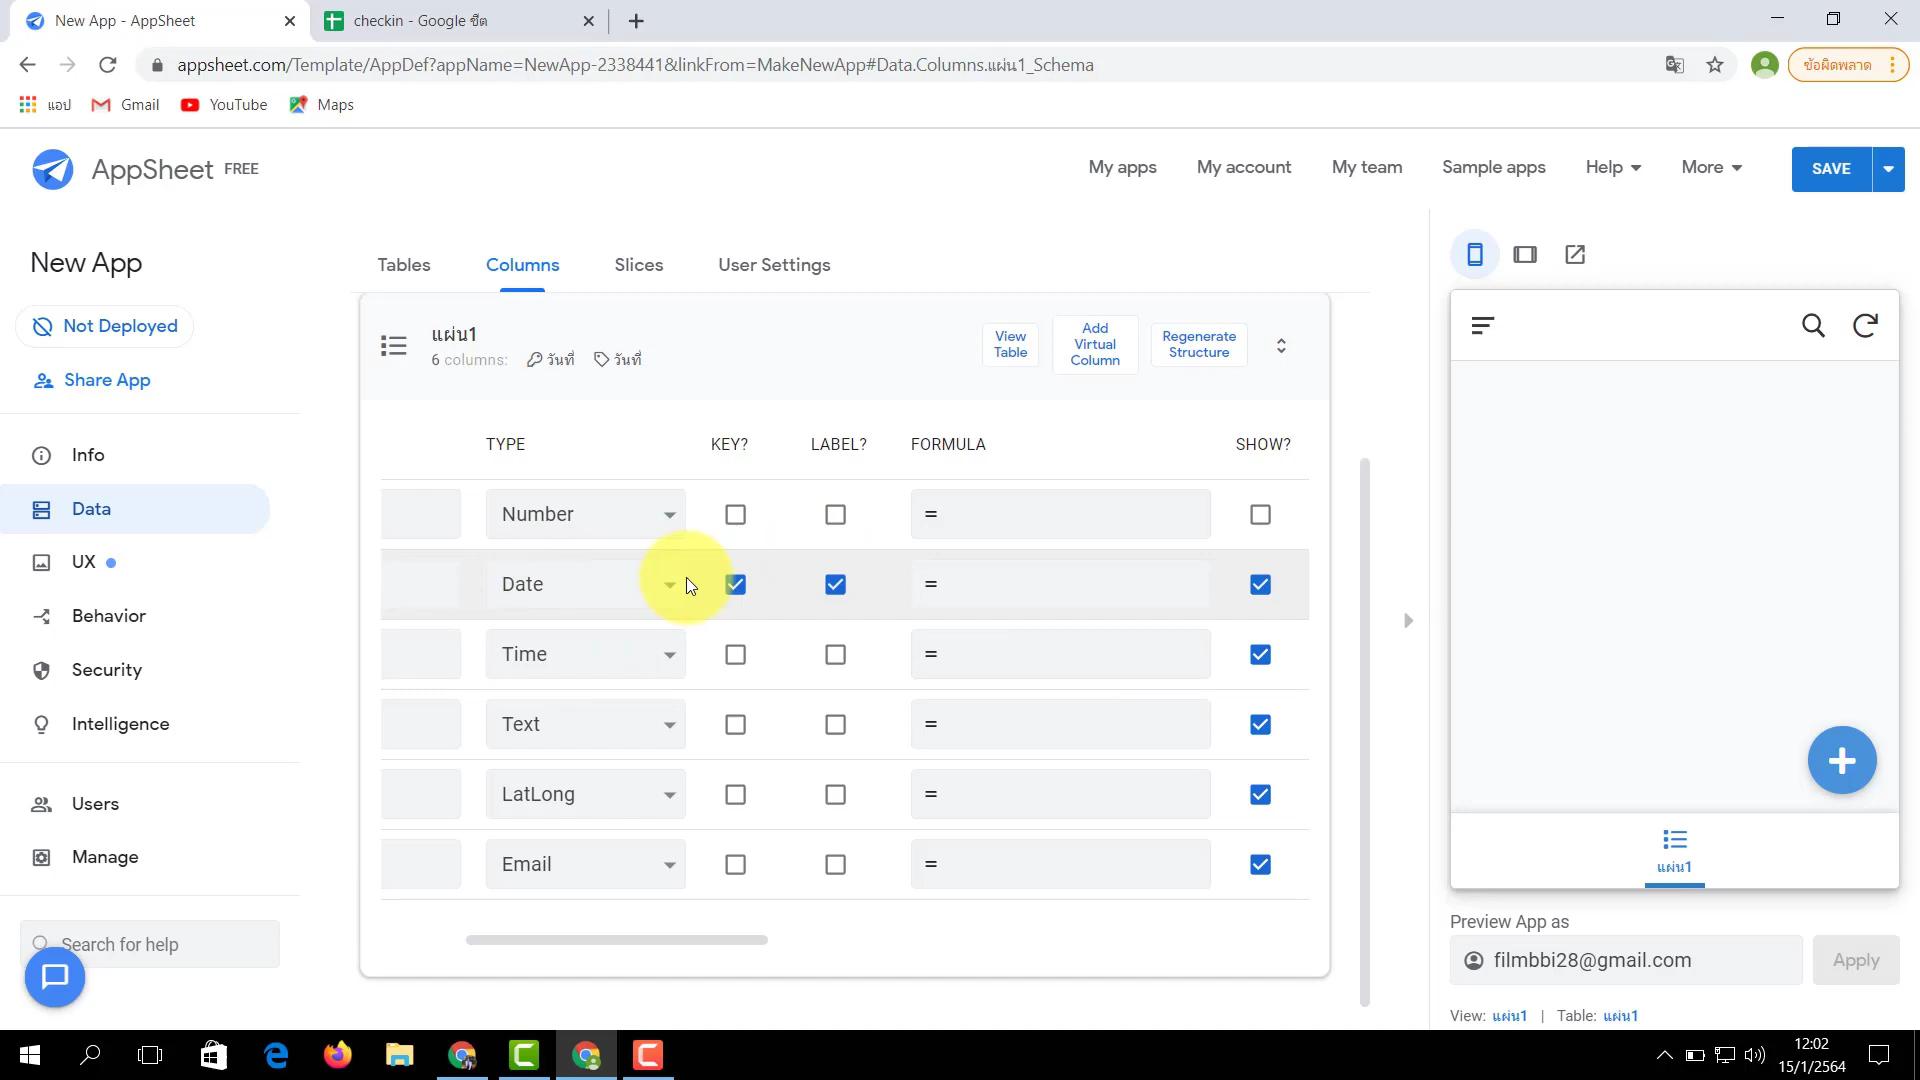 New App - AppSheet
checkin - Google ชีต
appsheet.com/Template/AppDef?appName=NewApp-2338441&linkFrom=MakeNewApp#Data.Columns.แผ่น1_Schema
ข้อผิดพลาด
แอป
Gmail
YouTube
Maps
AppSheet FREE
My apps
My account
My team
Sample apps
Help
More
SAVE
New App
Not Deployed
Share App
Info
Data
UX
Behavior
Security
Intelligence
Users
Manage
Search for help
Tables
Columns
Slices
User Settings
แผ่น1
6 columns: วันที่ วันที่
View Table
Add Virtual Column
Regenerate Structure
TYPE KEY? LABEL? FORMULA SHOW?
Number =
Date =
Time =
Text =
LatLong =
Email =
แผ่น1
Preview App as
filmbbi28@gmail.com
Apply
View: แผ่น1 | Table: แผ่น1
12:02
15/1/2564